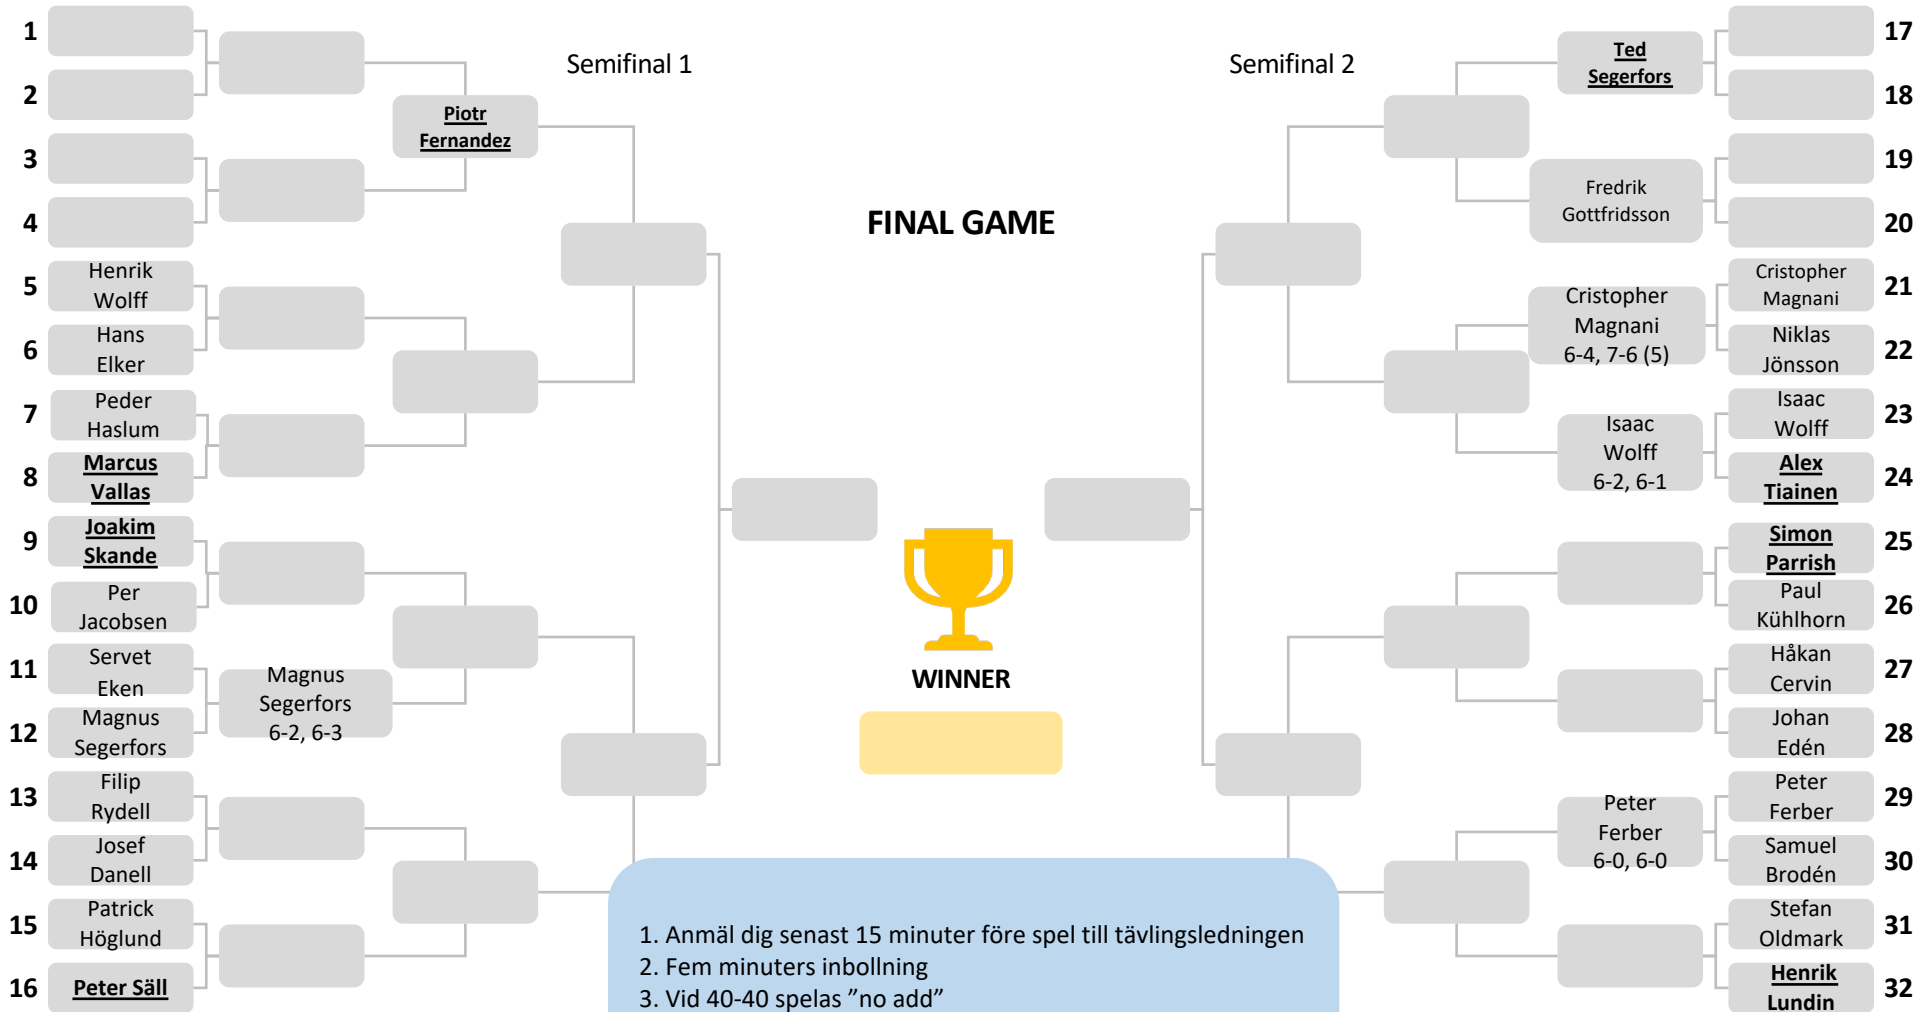 1
2
3
4
5
Henrik
Wolff
6
Hans
Elker
7
Peder
Haslum
8
Marcus
Vallas
9
Joakim
Skande
10
Per
Jacobsen
11
Servet
Eken
12
Magnus
Segerfors
13
Filip
Rydell
14
Josef
Danell
15
Patrick
Höglund
16
Peter Säll
Magnus
Segerfors
6-2, 6-3
Piotr
Fernandez
Semifinal 1
FINAL GAME
WINNER
Semifinal 2
Ted
Segerfors
Fredrik
Gottfridsson
Cristopher
Magnani
6-4, 7-6 (5)
Isaac
Wolff
6-2, 6-1
Peter
Ferber
6-0, 6-0
17
18
19
20
Cristopher
Magnani
21
Niklas
Jönsson
22
Isaac
Wolff
23
Alex
Tiainen
24
Simon
Parrish
25
Paul
Kühlhorn
26
Håkan
Cervin
27
Johan
Edén
28
Peter
Ferber
29
Samuel
Brodén
30
Stefan
Oldmark
31
Henrik
Lundin
32
1. Anmäl dig senast 15 minuter före spel till tävlingsledningen
2. Fem minuters inbollning
3. Vid 40-40 spelas ”no add”